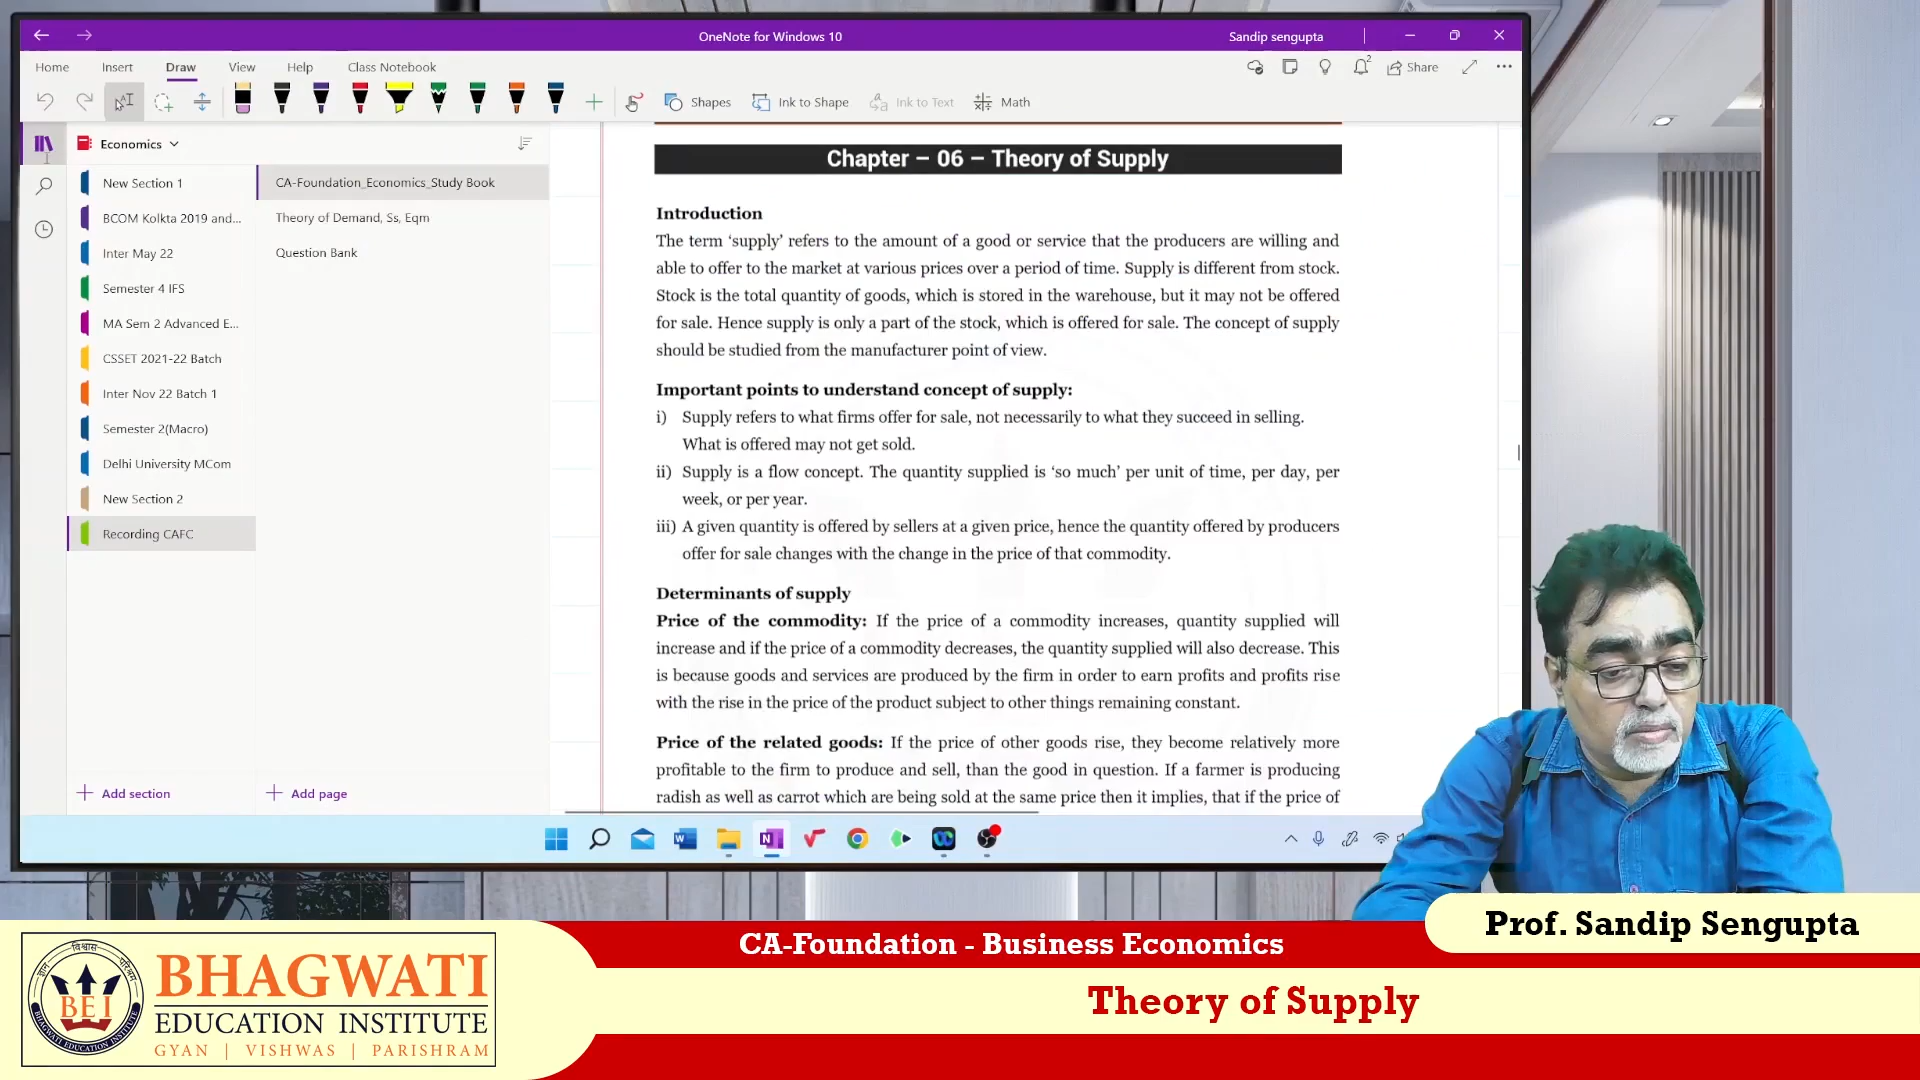 OneNote for Windows 10
Sandip sengupta
Home
Insert
Draw
View
Help
Class Notebook
2
Share
Shapes
Ink to Shape
Ink to Text
Math
Economics
New Section 1
BCOM Kolkta 2019 and...
Inter May 22
Semester 4 IFS
MA Sem 2 Advanced E...
CSSET 2021-22 Batch
Inter Nov 22 Batch 1
Semester 2(Macro)
Delhi University MCom
New Section 2
Recording CAFC
Add section
CA-Foundation_Economics_Study Book
Theory of Demand, Ss, Eqm
Question Bank
Add page
Chapter – 06 – Theory of Supply
Introduction
The term ‘supply’ refers to the amount of a good or service that the producers are willing and
able to offer to the market at various prices over a period of time. Supply is different from stock.
Stock is the total quantity of goods, which is stored in the warehouse, but it may not be offered
for sale. Hence supply is only a part of the stock, which is offered for sale. The concept of supply
should be studied from the manufacturer point of view.
Important points to understand concept of supply:
i) Supply refers to what firms offer for sale, not necessarily to what they succeed in selling.
What is offered may not get sold.
ii) Supply is a flow concept. The quantity supplied is ‘so much’ per unit of time, per day, per
week, or per year.
iii) A given quantity is offered by sellers at a given price, hence the quantity offered by producers
offer for sale changes with the change in the price of that commodity.
Determinants of supply
Price of the commodity: If the price of a commodity increases, quantity supplied will
increase and if the price of a commodity decreases, the quantity supplied will also decrease. This
is because goods and services are produced by the firm in order to earn profits and profits rise
with the rise in the price of the product subject to other things remaining constant.
Price of the related goods: If the price of other goods rise, they become relatively more
profitable to the firm to produce and sell, than the good in question. If a farmer is producing
radish as well as carrot which are being sold at the same price then it implies, that if the price of
Prof. Sandip Sengupta
CA-Foundation - Business Economics
Theory of Supply
विश्वास
BEI
BHAGWATI EDUCATION INSTITUTE
BHAGWATI
EDUCATION INSTITUTE
GYAN | VISHWAS | PARISHRAM